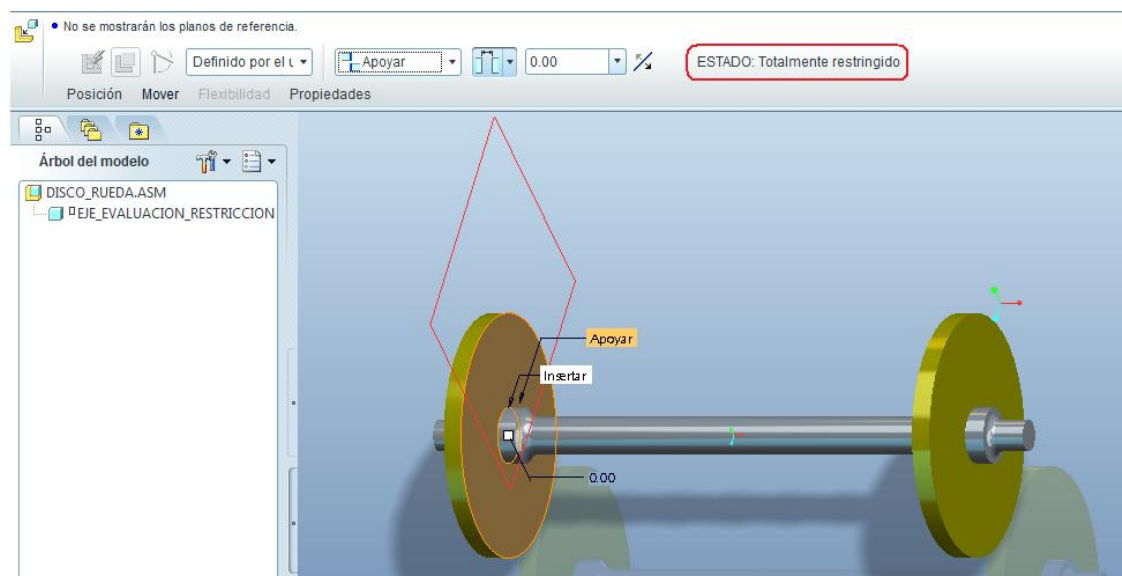 No se mostrarán los planos de referencia.
Definido por el u
Apoyar
0.00
ESTADO: Totalmente restringido
Posición Mover Flexibilidad Propiedades
Árbol del modelo
DISCO_RUEDA.ASM
EJE_EVALUACION_RESTRICCION
Apoyar
Insertar
0.00